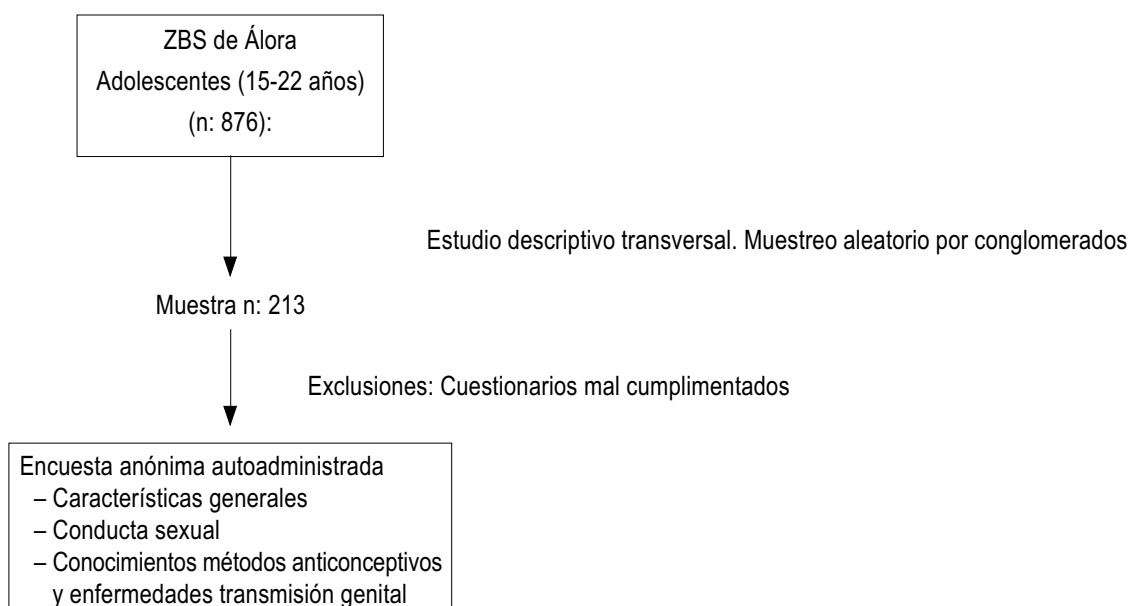 ZBS de Álora
Adolescentes (15-22 años)
(n: 876):
Estudio descriptivo transversal. Muestreo aleatorio por conglomerados
Muestra n: 213
Exclusiones: Cuestionarios mal cumplimentados
Encuesta anónima autoadministrada
– Características generales
– Conducta sexual
– Conocimientos métodos anticonceptivos
y enfermedades transmisión genital